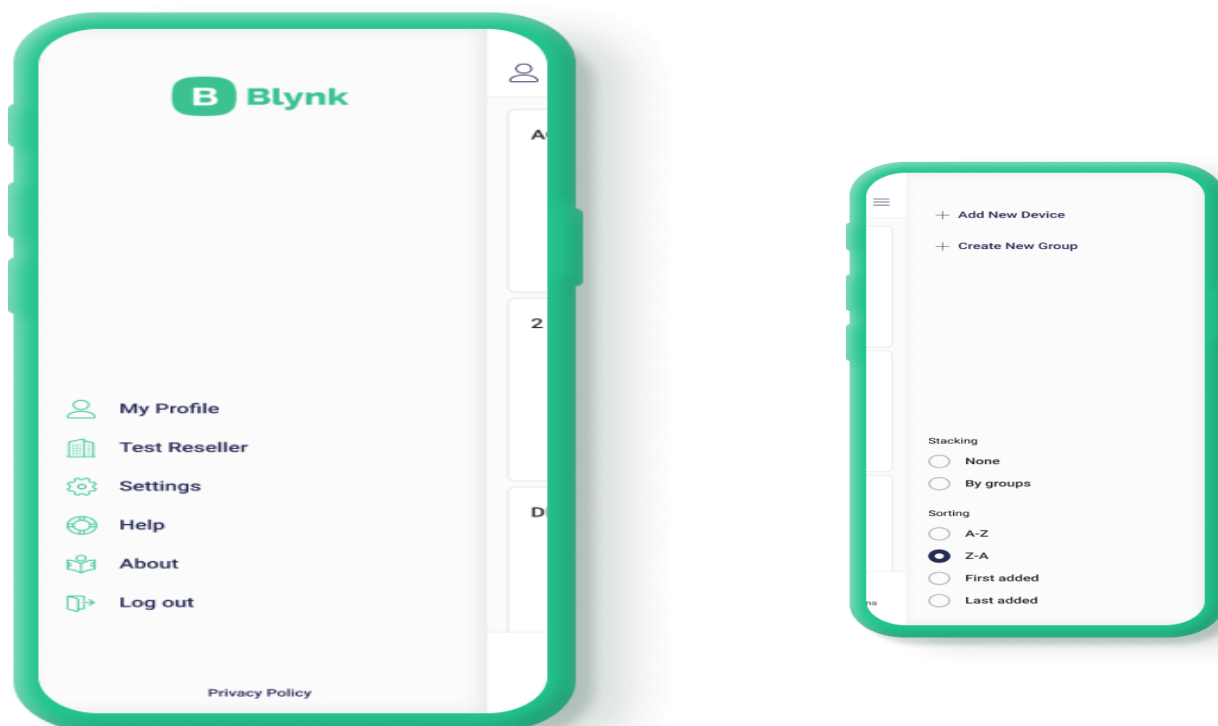 B Blynk
My Profile
Test Reseller
Settings
Help
About
Log out
Privacy Policy
2
Add New Device
Create New Group
Stacking
None
By groups
Sorting
A-Z
Z-A
First added
Last added